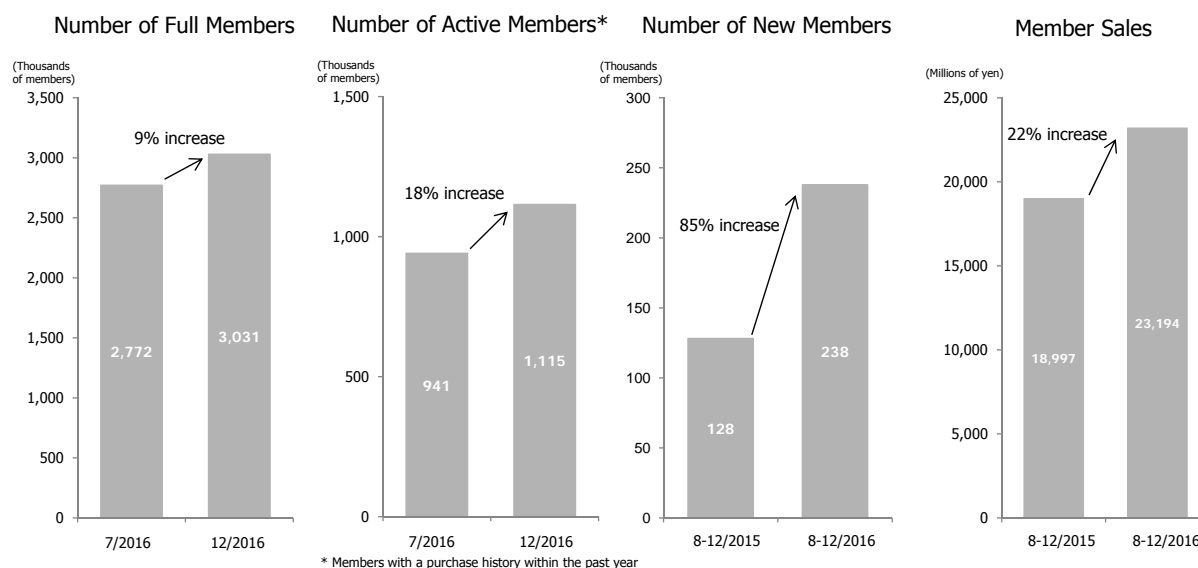 Number of Full Members
(Thousands
of members)
3,500
3,000
2,500
2,000
1,500
1,000
500
0
9% increase
2,772
3,031
7/2016
12/2016
Number of Active Members*
(Thousands
of members)
1,500
1,000
500
0
18% increase
941
1,115
7/2016
12/2016
* Members with a purchase history within the past year
Number of New Members
(Thousands
of members)
300
250
200
150
100
50
0
85% increase
128
238
8-12/2015
8-12/2016
Member Sales
(Millions of yen)
25,000
20,000
15,000
10,000
5,000
0
22% increase
18,997
23,194
8-12/2015
8-12/2016